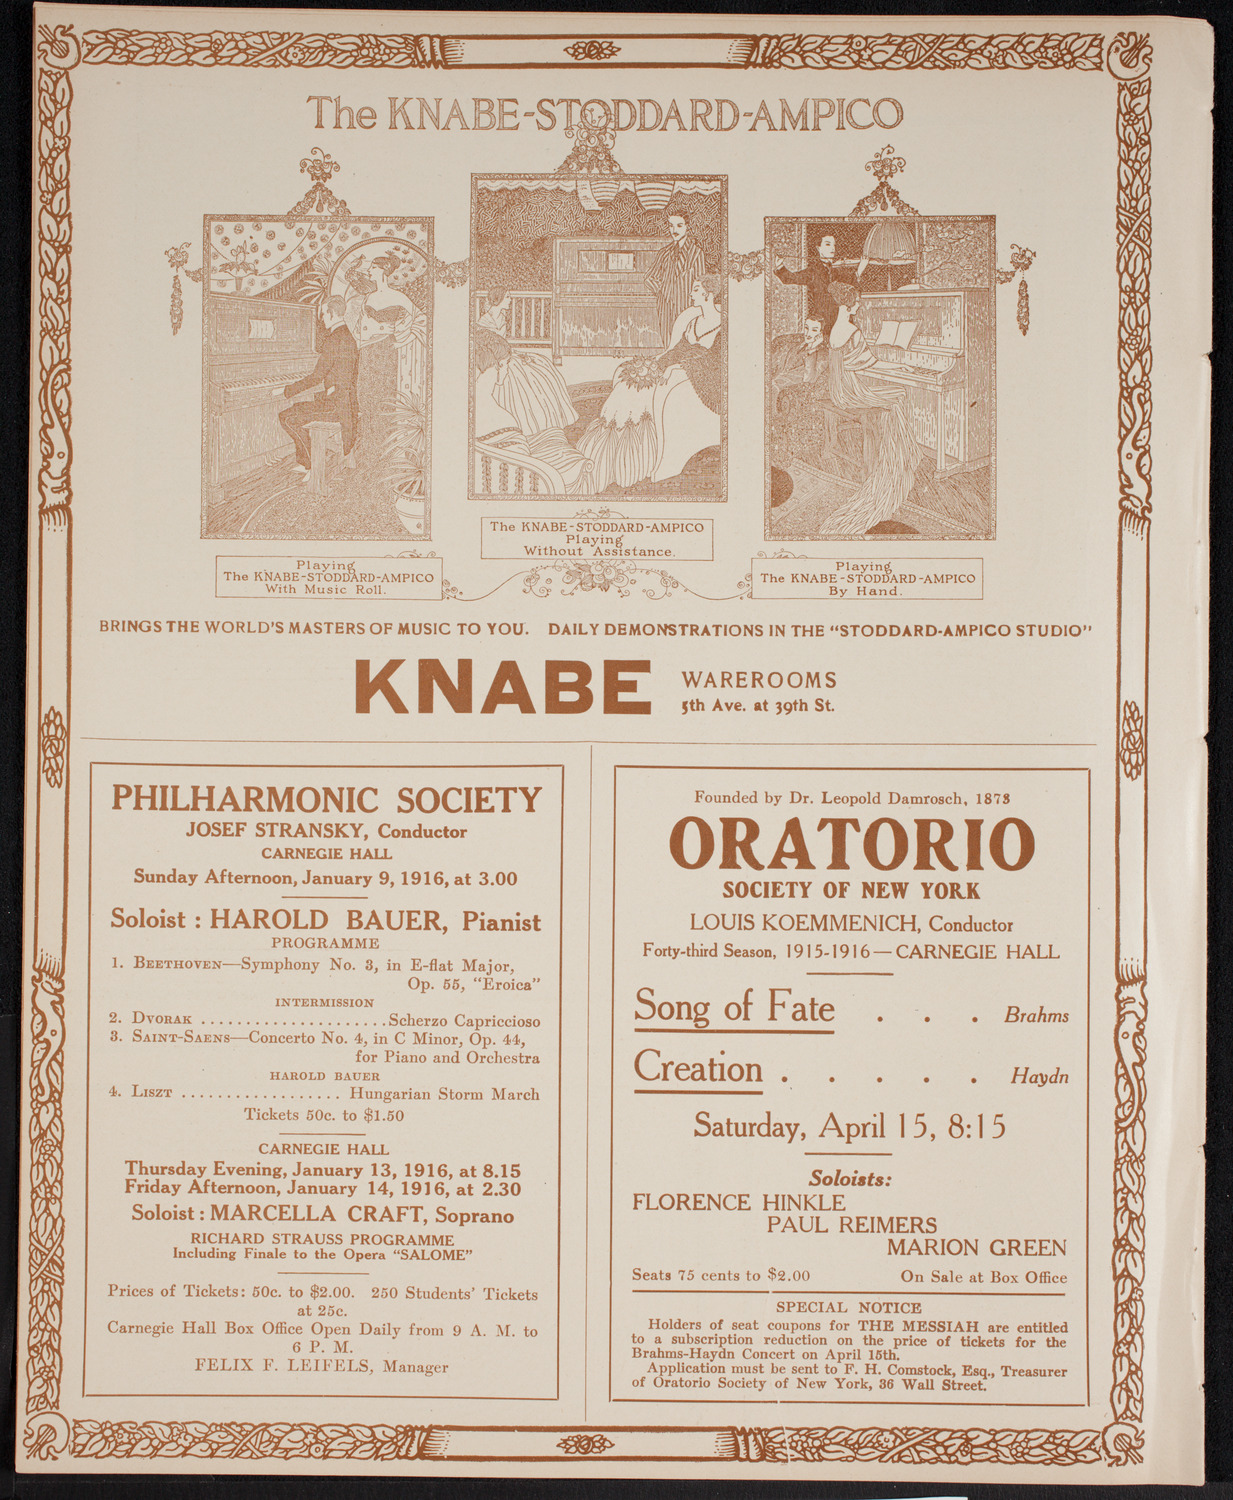 The KNABE-STODDARD-AMPICO
The KNABE-STODDARD-AMPICO
Playing
Without Assistance.
Playing
The KNABE-STODDARD-AMPICO
With Music Roll.
Playing
The KNABE-STODDARD-AMPICO
By Hand.
BRINGS THE WORLD'S MASTERS OF MUSIC TO YOU. DAILY DEMONSTRATIONS IN THE "STODDARD-AMPICO STUDIO"
KNABE WAREROOMS
5th Ave. at 39th St.
PHILHARMONIC SOCIETY
JOSEF STRANSKY, Conductor
CARNEGIE HALL
Sunday Afternoon, January 9, 1916, at 3.00
Soloist : HAROLD BAUER, Pianist
PROGRAMME
1. BEETHOVEN—Symphony No. 3, in E-flat Major,
Op. 55, "Eroica"
INTERMISSION
2. DVORAK .....................Scherzo Capriccioso
3. SAINT-SAENS—Concerto No. 4, in C Minor, Op. 44,
for Piano and Orchestra
HAROLD BAUER
4. LISZT .................. Hungarian Storm March
Tickets 50c. to $1.50
CARNEGIE HALL
Thursday Evening, January 13, 1916, at 8.15
Friday Afternoon, January 14, 1916, at 2.30
Soloist : MARCELLA CRAFT, Soprano
RICHARD STRAUSS PROGRAMME
Including Finale to the Opera "SALOME"
Prices of Tickets: 50c. to $2.00. 250 Students' Tickets
at 25c.
Carnegie Hall Box Office Open Daily from 9 A. M. to
6 P. M.
FELIX F. LEIFELS, Manager
Founded by Dr. Leopold Damrosch, 1873
ORATORIO
SOCIETY OF NEW YORK
LOUIS KOEMMENICH, Conductor
Forty-third Season, 1915-1916—CARNEGIE HALL
Song of Fate . . . Brahms
Creation . . . . . Haydn
Saturday, April 15, 8:15
Soloists:
FLORENCE HINKLE
PAUL REIMERS
MARION GREEN
Seats 75 cents to $2.00 On Sale at Box Office
SPECIAL NOTICE
Holders of seat coupons for THE MESSIAH are entitled
to a subscription reduction on the price of tickets for the
Brahms-Haydn Concert on April 15th.
Application must be sent to F. H. Comstock, Esq., Treasurer
of Oratorio Society of New York, 36 Wall Street.